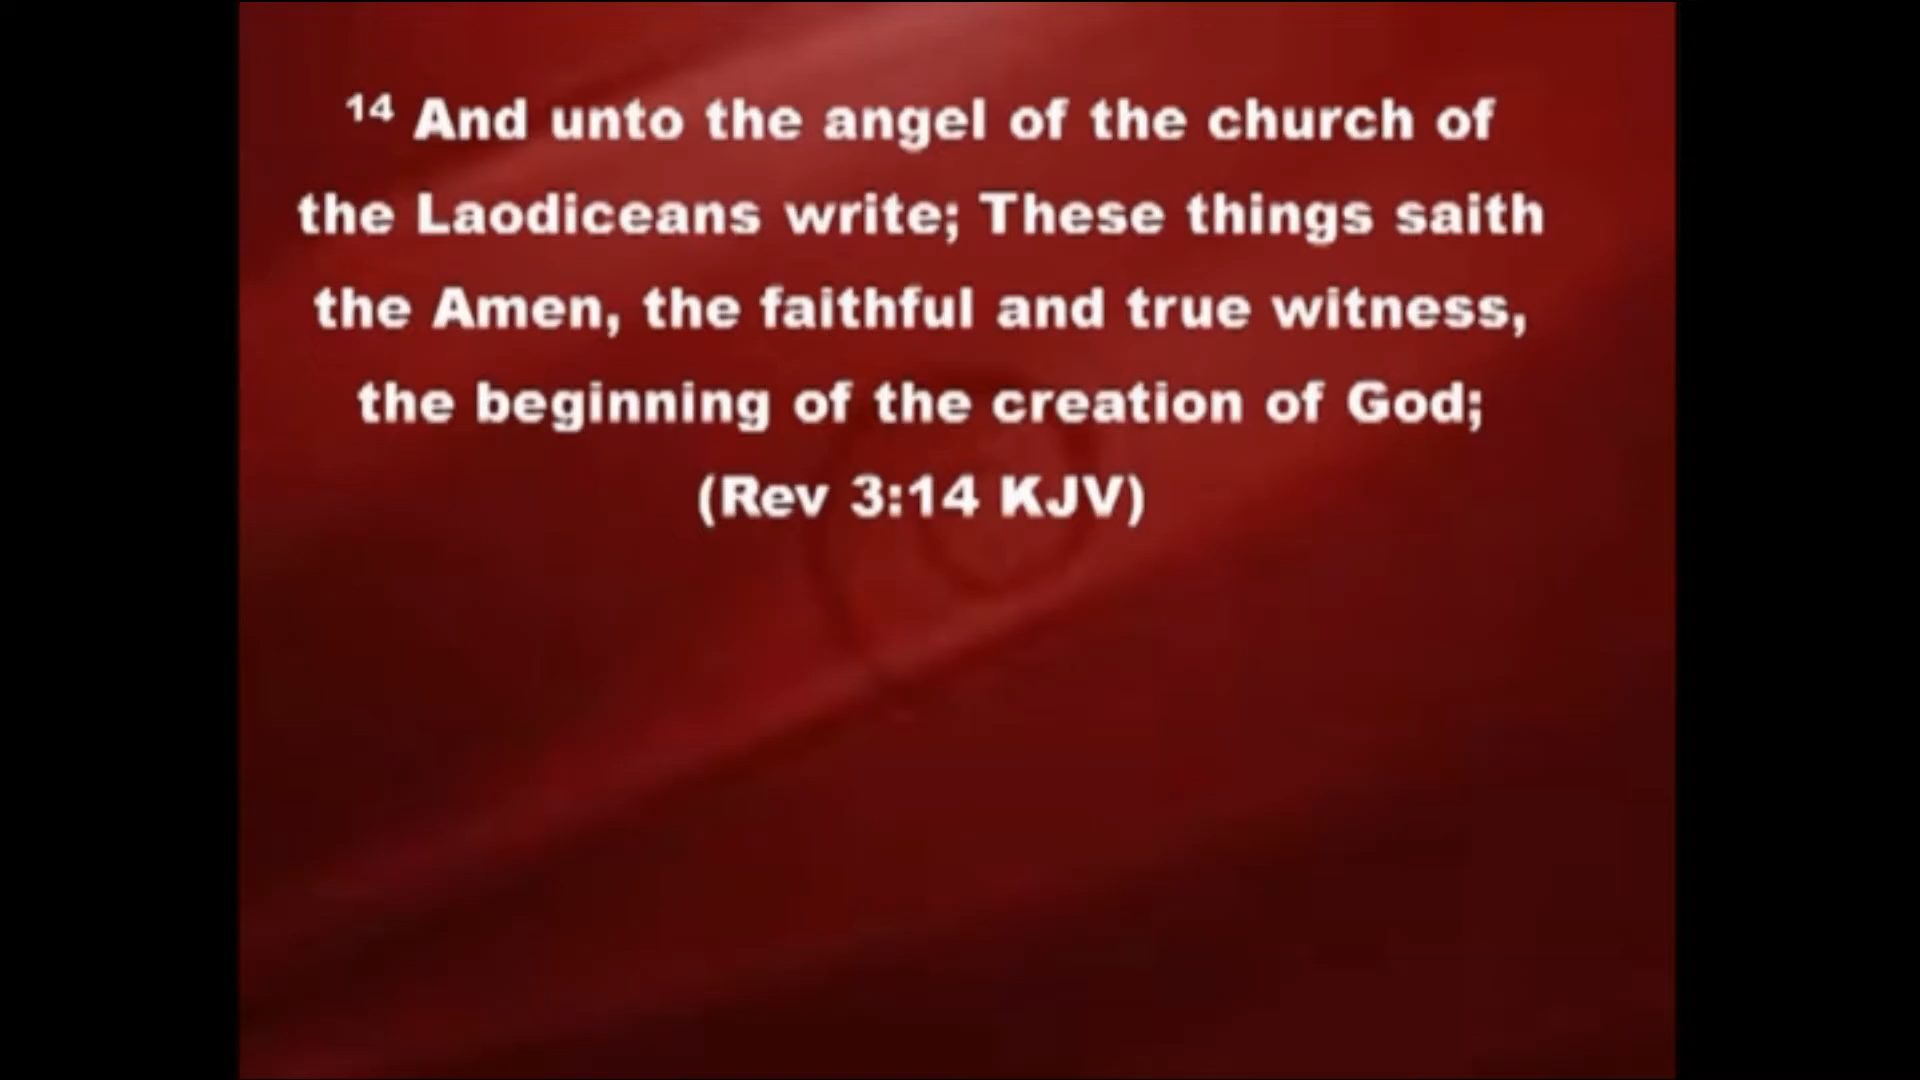 14 And unto the angel of the church of
the Laodiceans write; These things saith
the Amen, the faithful and true witness,
the beginning of the creation of God;
(Rev 3:14 KJV)